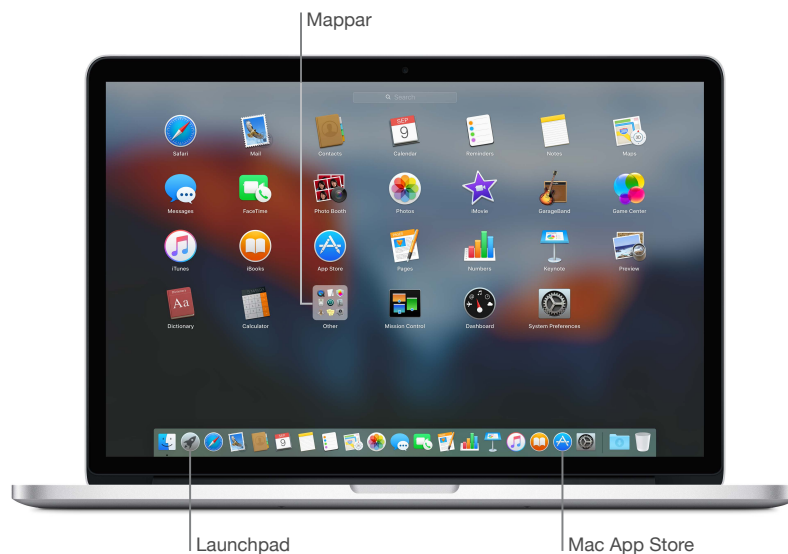 Mappar
Search
SEP
9
Safari
Mail
Contacts
Calendar
Reminders
Notes
Maps
Messages
FaceTime
Photo Booth
Photos
iMovie
GarageBand
Game Center
iTunes
iBooks
App Store
Pages
Numbers
Keynote
Preview
Aa
Dictionary
Calculator
Other
Mission Control
Dashboard
System Preferences
9
Launchpad
Mac App Store